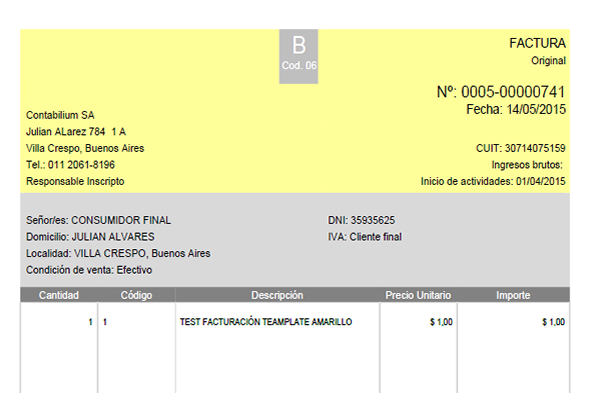 B
Cod. 06
FACTURA
Original
Nº: 0005-00000741
Fecha: 14/05/2015
Contabilium SA
Julian ALarez 784 1 A
Villa Crespo, Buenos Aires
CUIT: 30714075159
Tel.: 011 2061-8196
Ingresos brutos:
Responsable Inscripto
Inicio de actividades: 01/04/2015
Señor/es: CONSUMIDOR FINAL
DNI: 35935625
Domicilio: JULIAN ALVARES
IVA: Cliente final
Localidad: VILLA CRESPO, Buenos Aires
Condición de venta: Efectivo
Cantidad Código Descripción Precio Unitario Importe
1 1 TEST FACTURACIÓN TEAMPLATE AMARILLO $ 1,00 $ 1,00